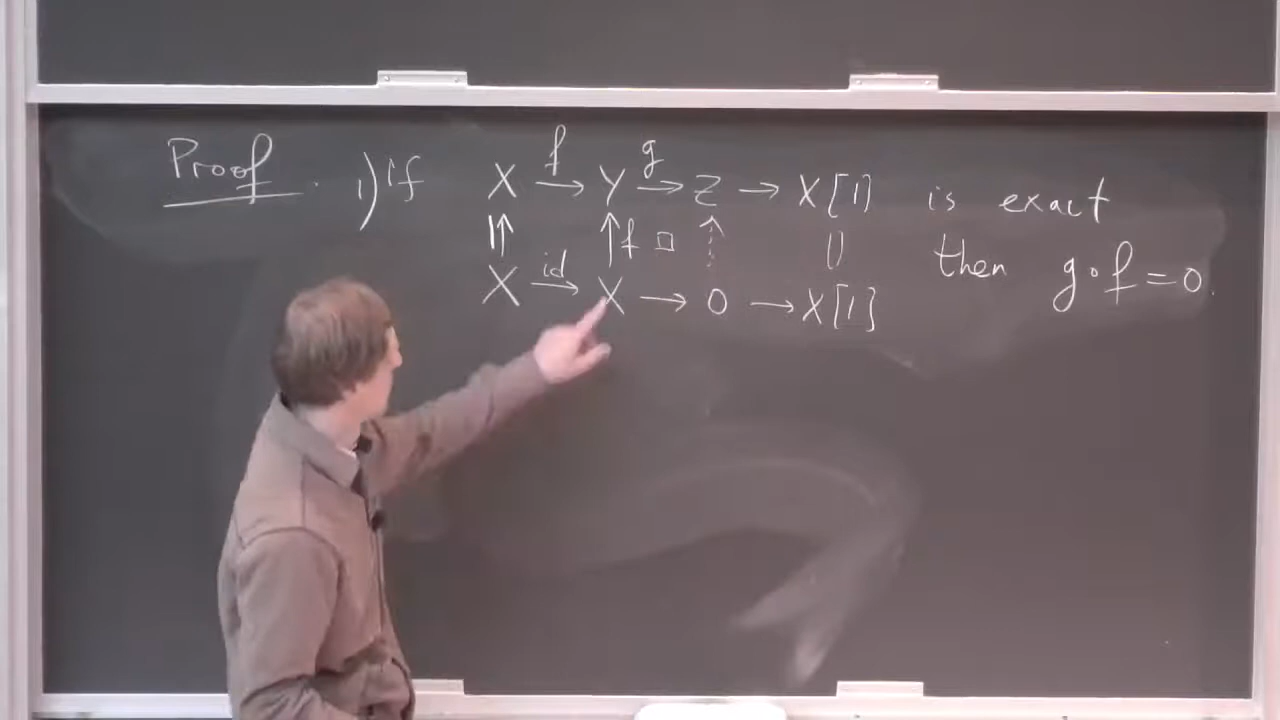 Proof. 1) if X →f Y →g Z → X[1] is exact
|| ↑ ↑ f □ ⇡ || then g∘f=0.
X →id X → 0 → X[1]